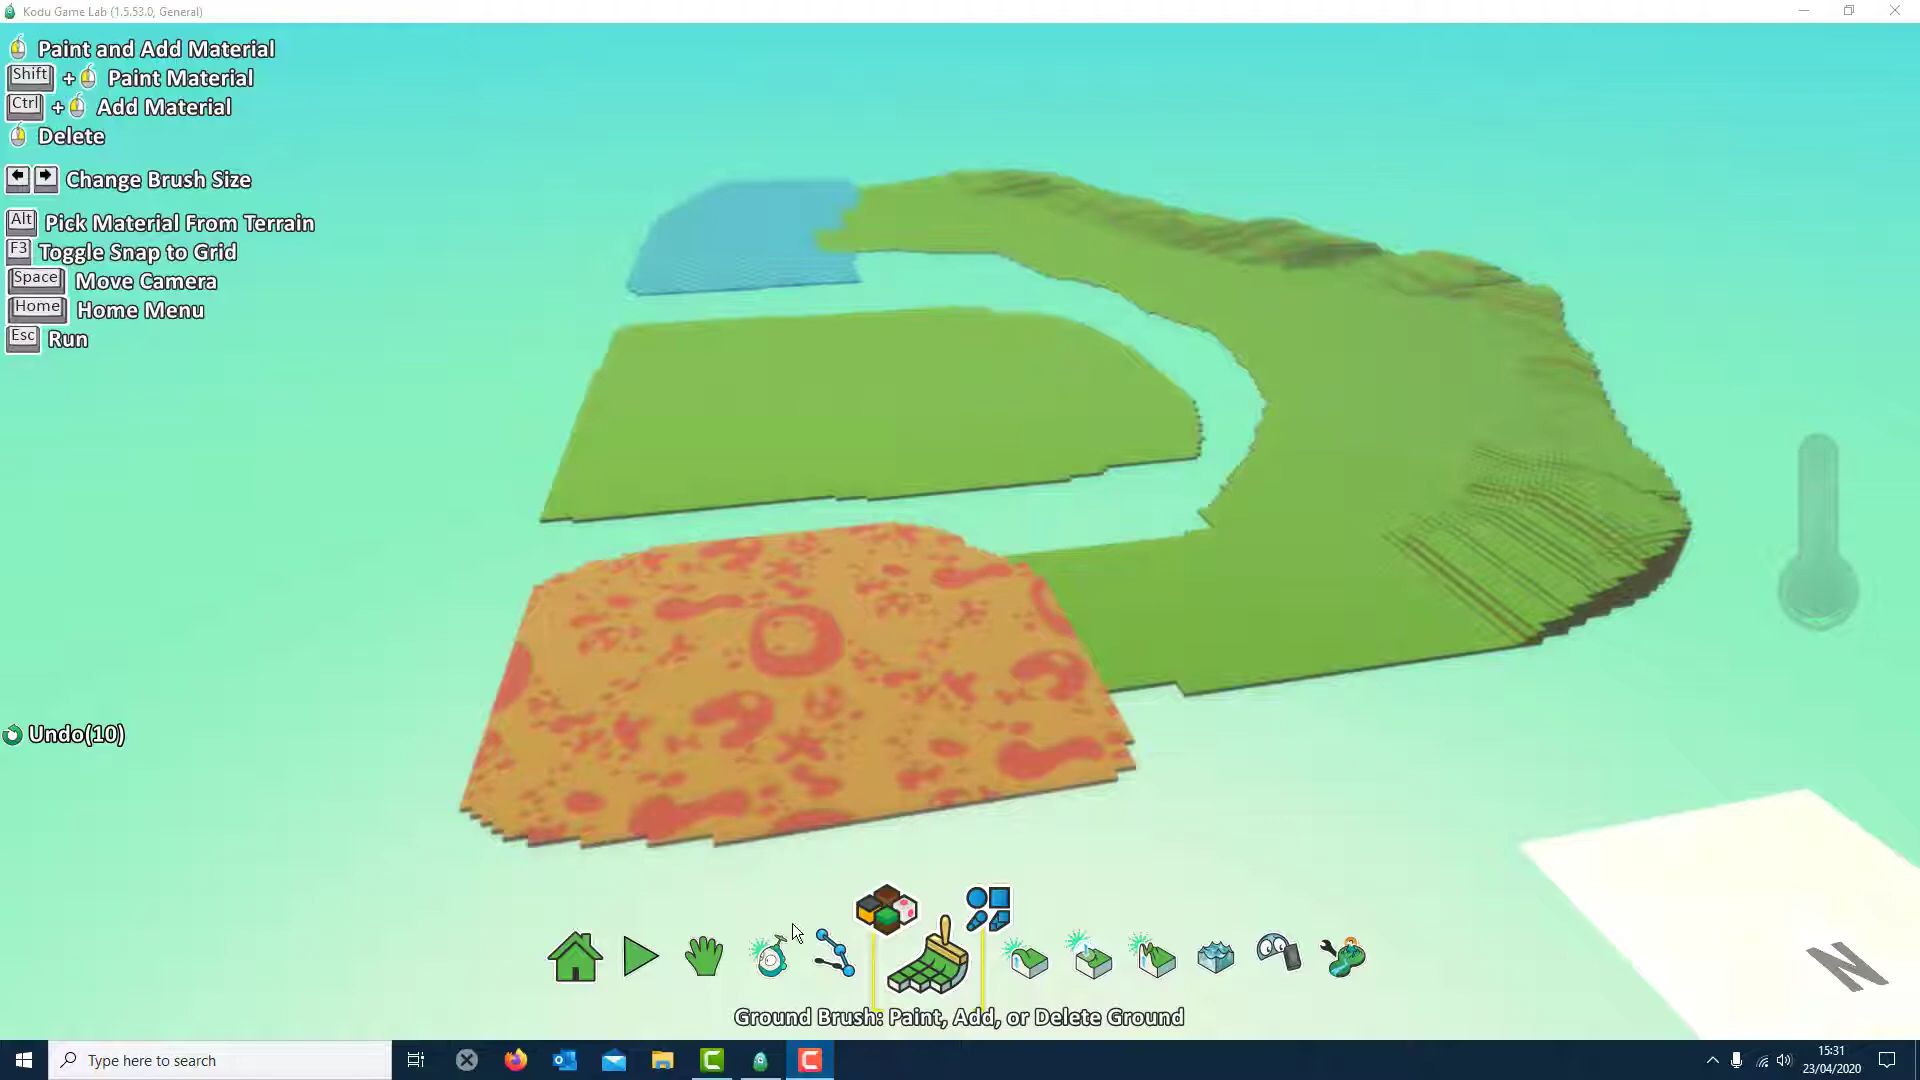 Kodu Game Lab (1.5.53.0, General)
Paint and Add Material
Shift + Paint Material
Ctrl + Add Material
Delete
Change Brush Size
Alt Pick Material From Terrain
F3 Toggle Snap to Grid
Space Move Camera
Home Home Menu
Esc Run
Undo(10)
N
Ground Brush: Paint, Add, or Delete Ground
Type here to search
15:31
23/04/2020